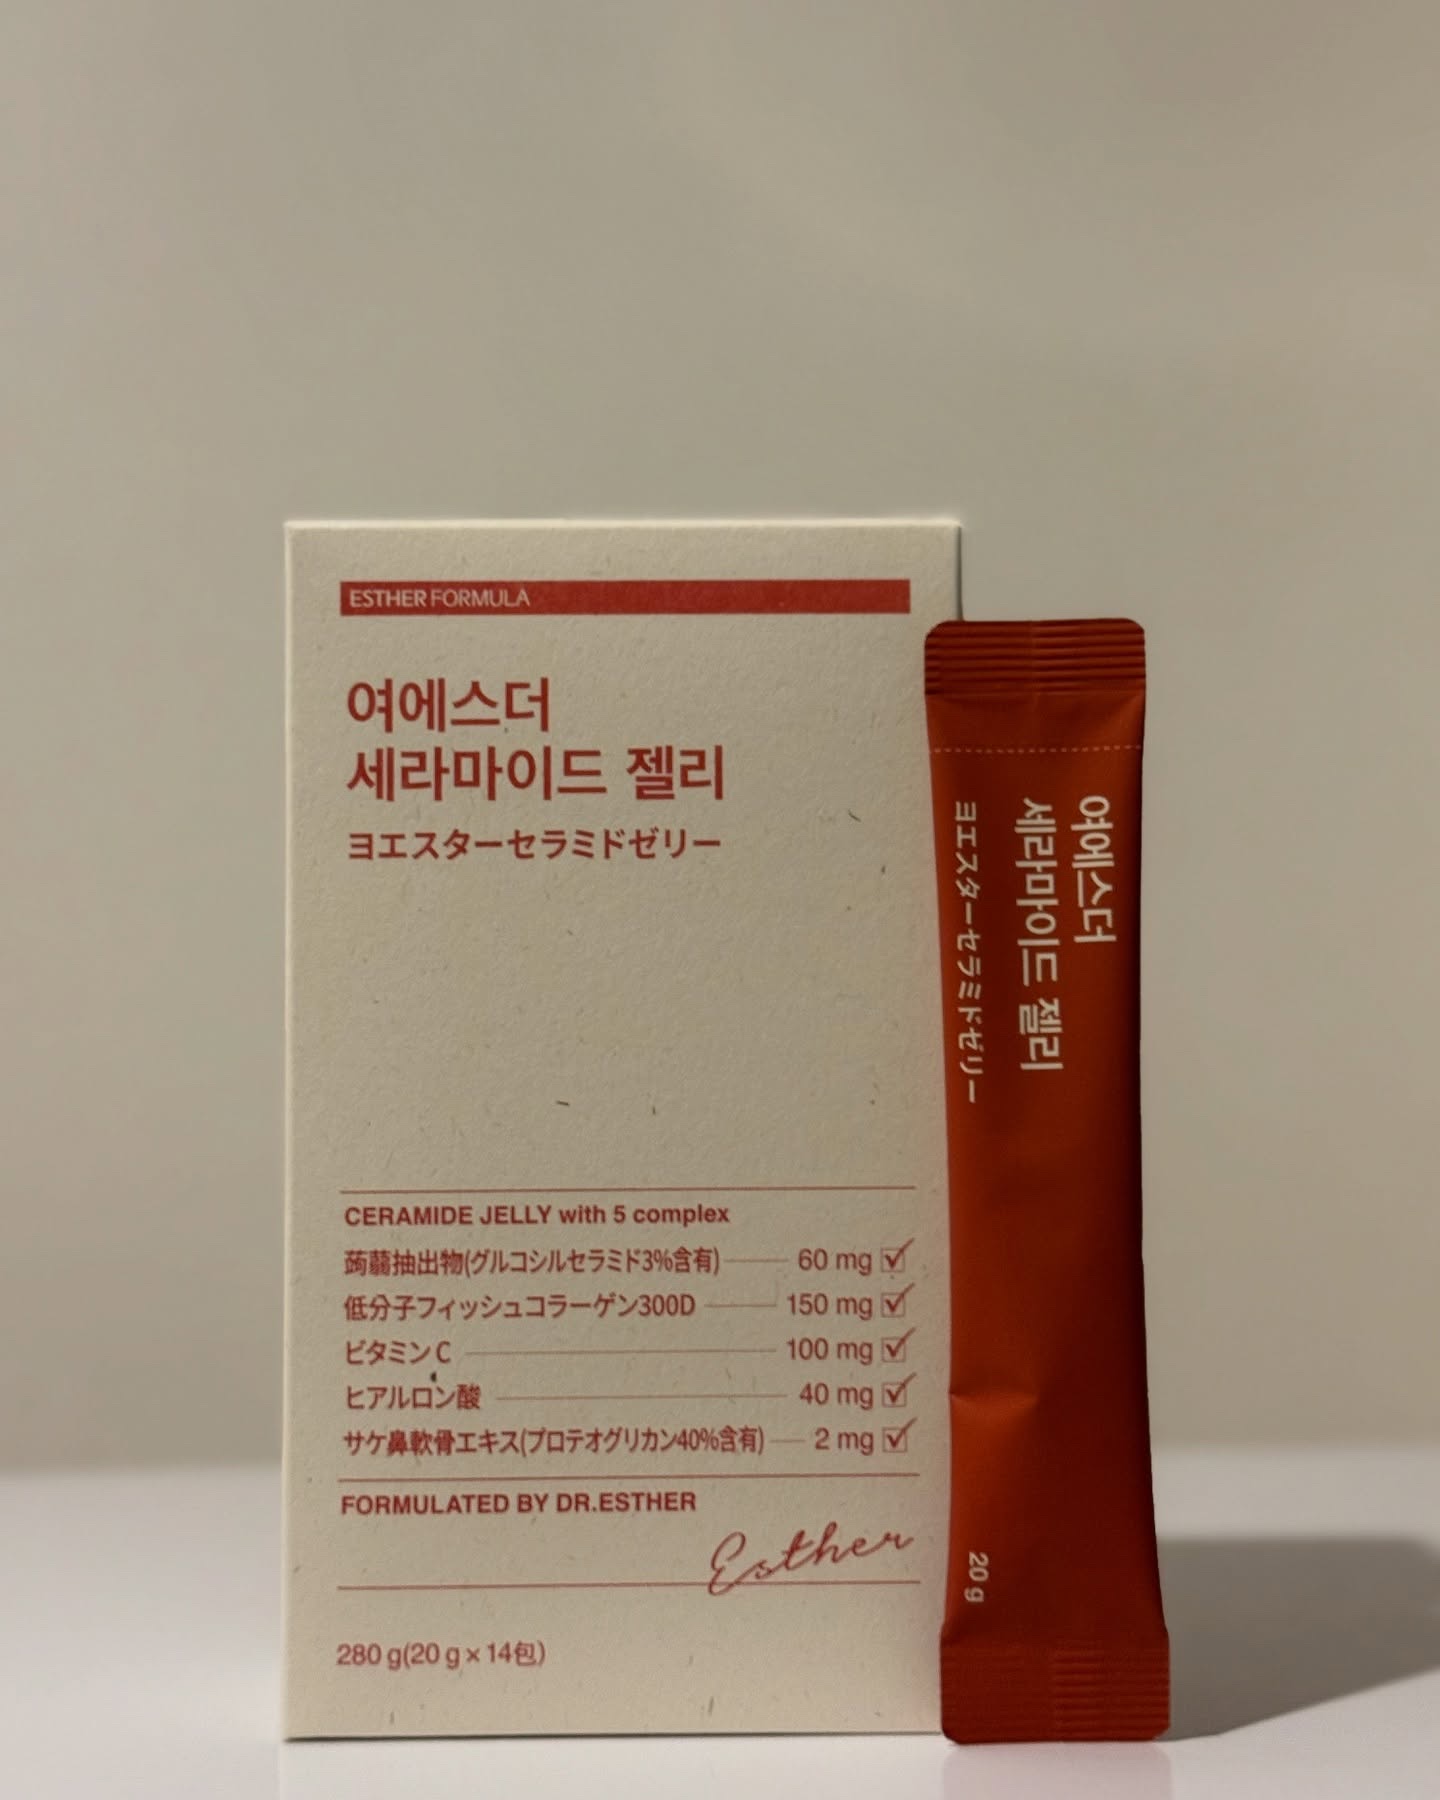 ESTHER FORMULA
여에스더
세라마이드 젤리
ヨエスターセラミドゼリー
CERAMIDE JELLY with 5 complex
蒟蒻抽出物(グルコシルセラミド3%含有) 60 mg
低分子フィッシュコラーゲン300D 150 mg
ビタミンC 100 mg
ヒアルロン酸 40 mg
サケ鼻軟骨エキス(プロテオグリカン40%含有) 2 mg
FORMULATED BY DR.ESTHER
Esther
280 g(20 g × 14包)
여에스더
세라마이드 젤리
ヨエスターセラミドゼリー
20 g